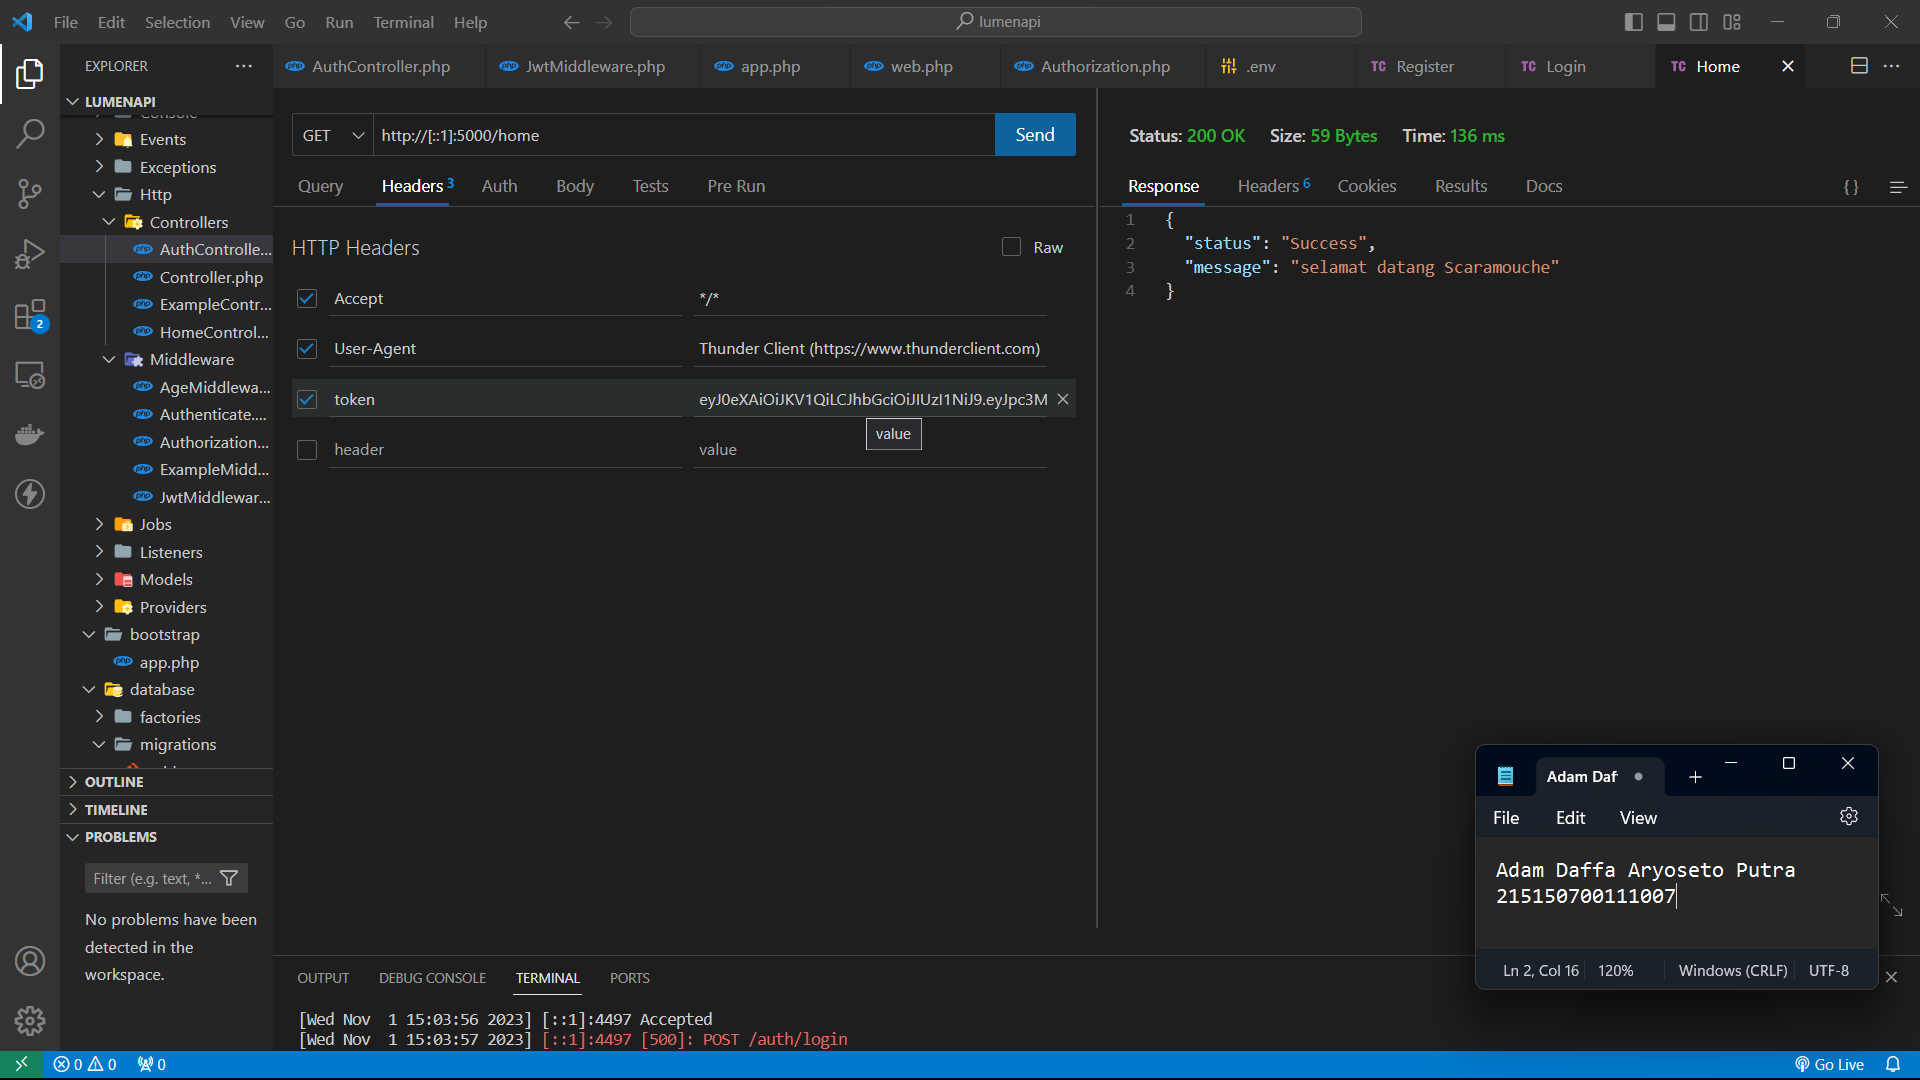 File Edit Selection View Go Run Terminal Help
lumenapi
EXPLORER
AuthController.php
JwtMiddleware.php
app.php
web.php
Authorization.php
.env
TC Register
TC Login
TC Home
LUMENAPI
Console
Events
Exceptions
Http
Controllers
AuthControlle...
Controller.php
ExampleContr...
HomeControl...
Middleware
AgeMiddlewa...
Authenticate....
Authorization...
ExampleMidd...
JwtMiddlewar...
Jobs
Listeners
Models
Providers
bootstrap
app.php
database
factories
migrations
OUTLINE
TIMELINE
PROBLEMS
Filter (e.g. text, *...
No problems have been
detected in the
workspace.
2
GET http://[::1]:5000/home Send
Query Headers 3 Auth Body Tests Pre Run
HTTP Headers Raw
Accept */*
User-Agent Thunder Client (https://www.thunderclient.com)
token eyJ0eXAiOiJKV1QiLCJhbGciOiJIUzI1NiJ9.eyJpc3M
value
header value
Status: 200 OK Size: 59 Bytes Time: 136 ms
Response Headers 6 Cookies Results Docs { }
1 {
2 "status": "Success",
3 "message": "selamat datang Scaramouche"
4 }
OUTPUT DEBUG CONSOLE TERMINAL PORTS
[Wed Nov  1 15:03:56 2023] [::1]:4497 Accepted
[Wed Nov  1 15:03:57 2023] [::1]:4497 [500]: POST /auth/login
Adam Daf
File Edit View
Adam Daffa Aryoseto Putra
215150700111007
Ln 2, Col 16 120% Windows (CRLF) UTF-8
0 0 0 Go Live